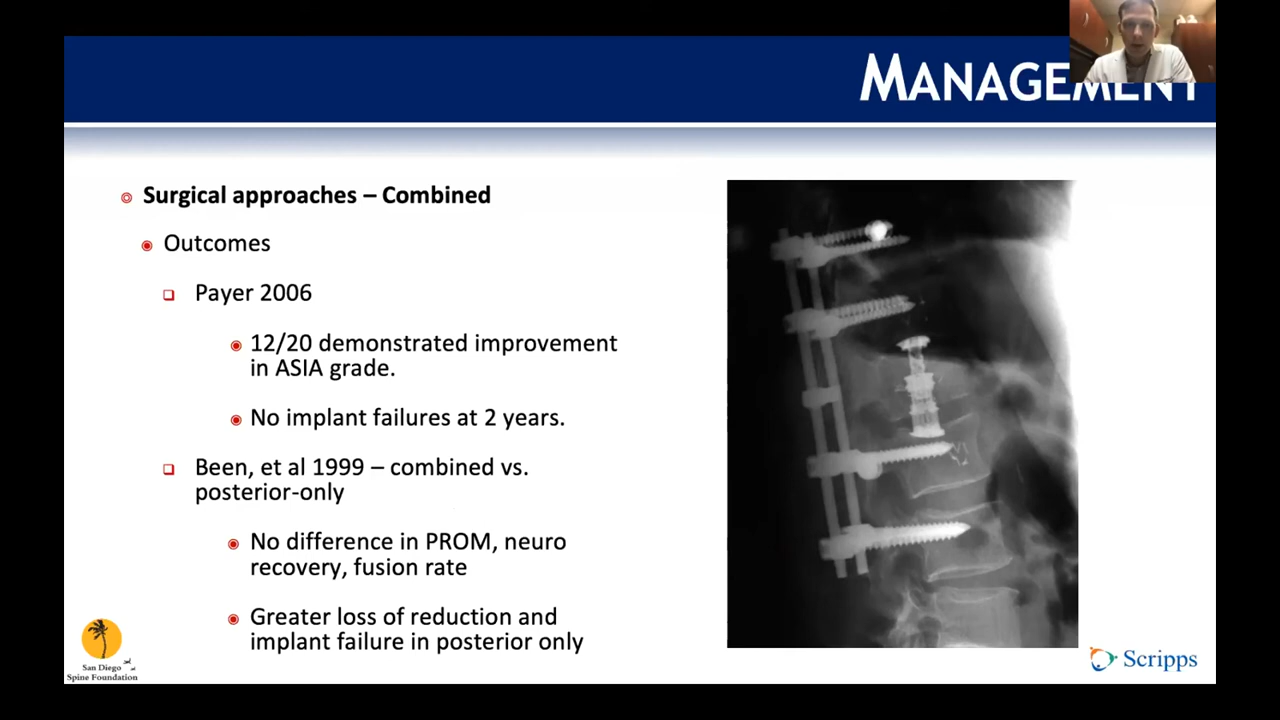 MANAGEMENT
Surgical approaches – Combined
Outcomes
Payer 2006
12/20 demonstrated improvement
in ASIA grade.
No implant failures at 2 years.
Been, et al 1999 – combined vs.
posterior-only
No difference in PROM, neuro
recovery, fusion rate
Greater loss of reduction and
implant failure in posterior only
San Diego
Spine Foundation
Scripps